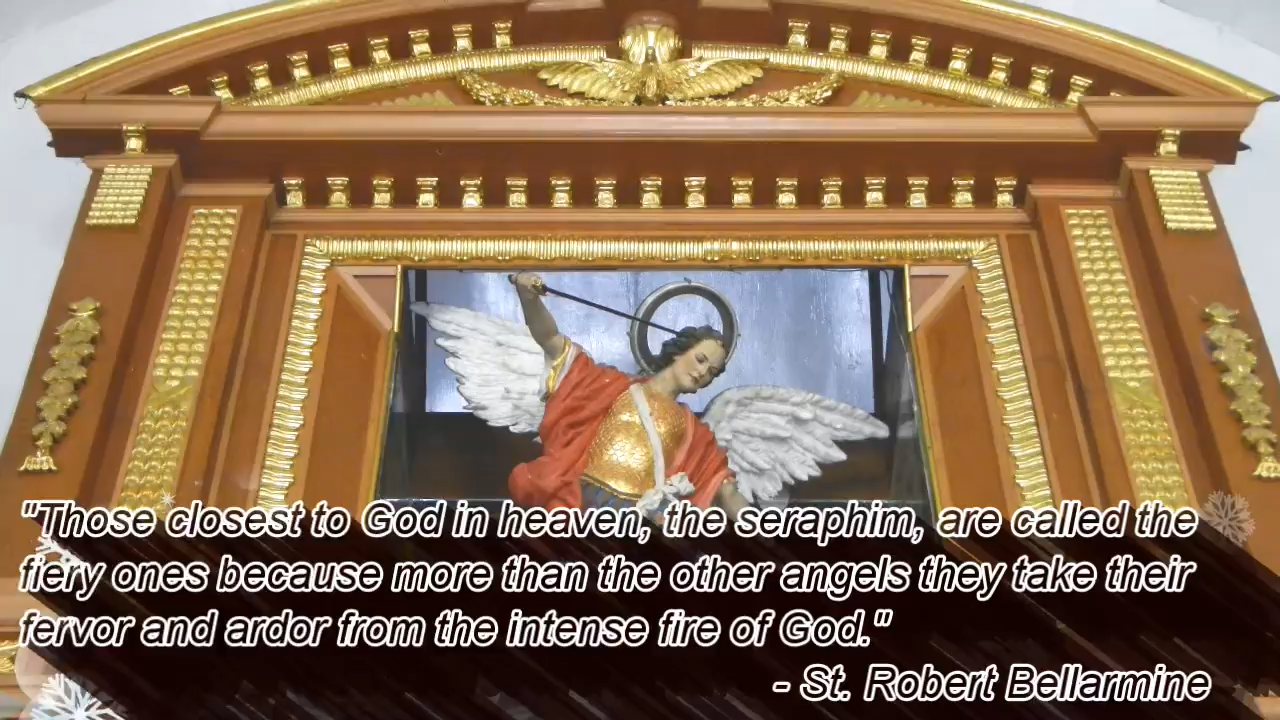 "Those closest to God in heaven, the seraphim, are called the
fiery ones because more than the other angels they take their
fervor and ardor from the intense fire of God."
- St. Robert Bellarmine